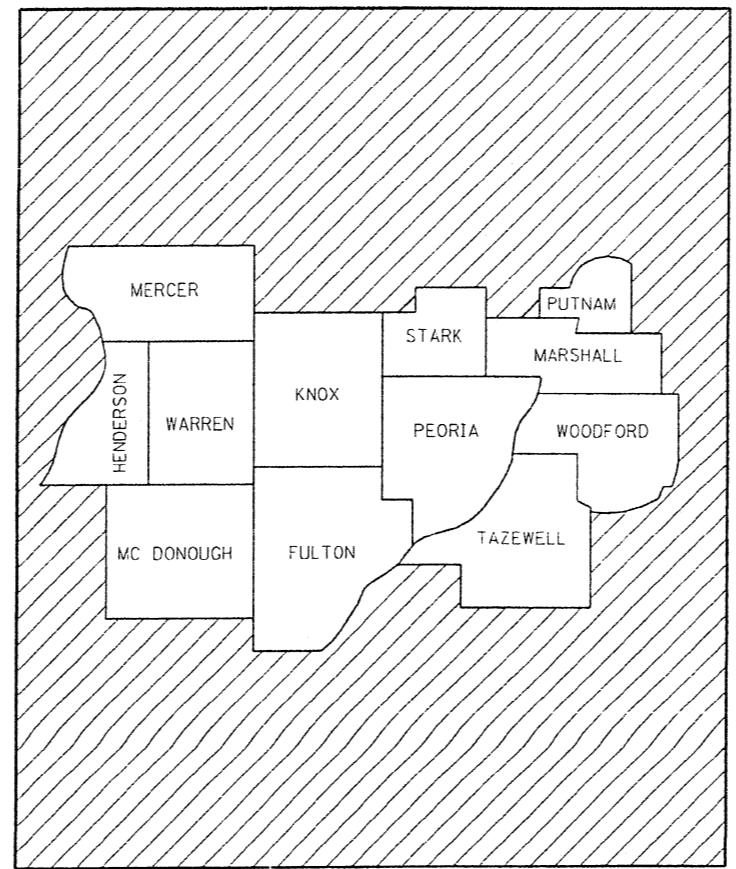 MERCER
PUTNAM
STARK
MARSHALL
KNOX
HENDERSON
WARREN
PEORIA
WOODFORD
MC DONOUGH
FULTON
TAZEWELL